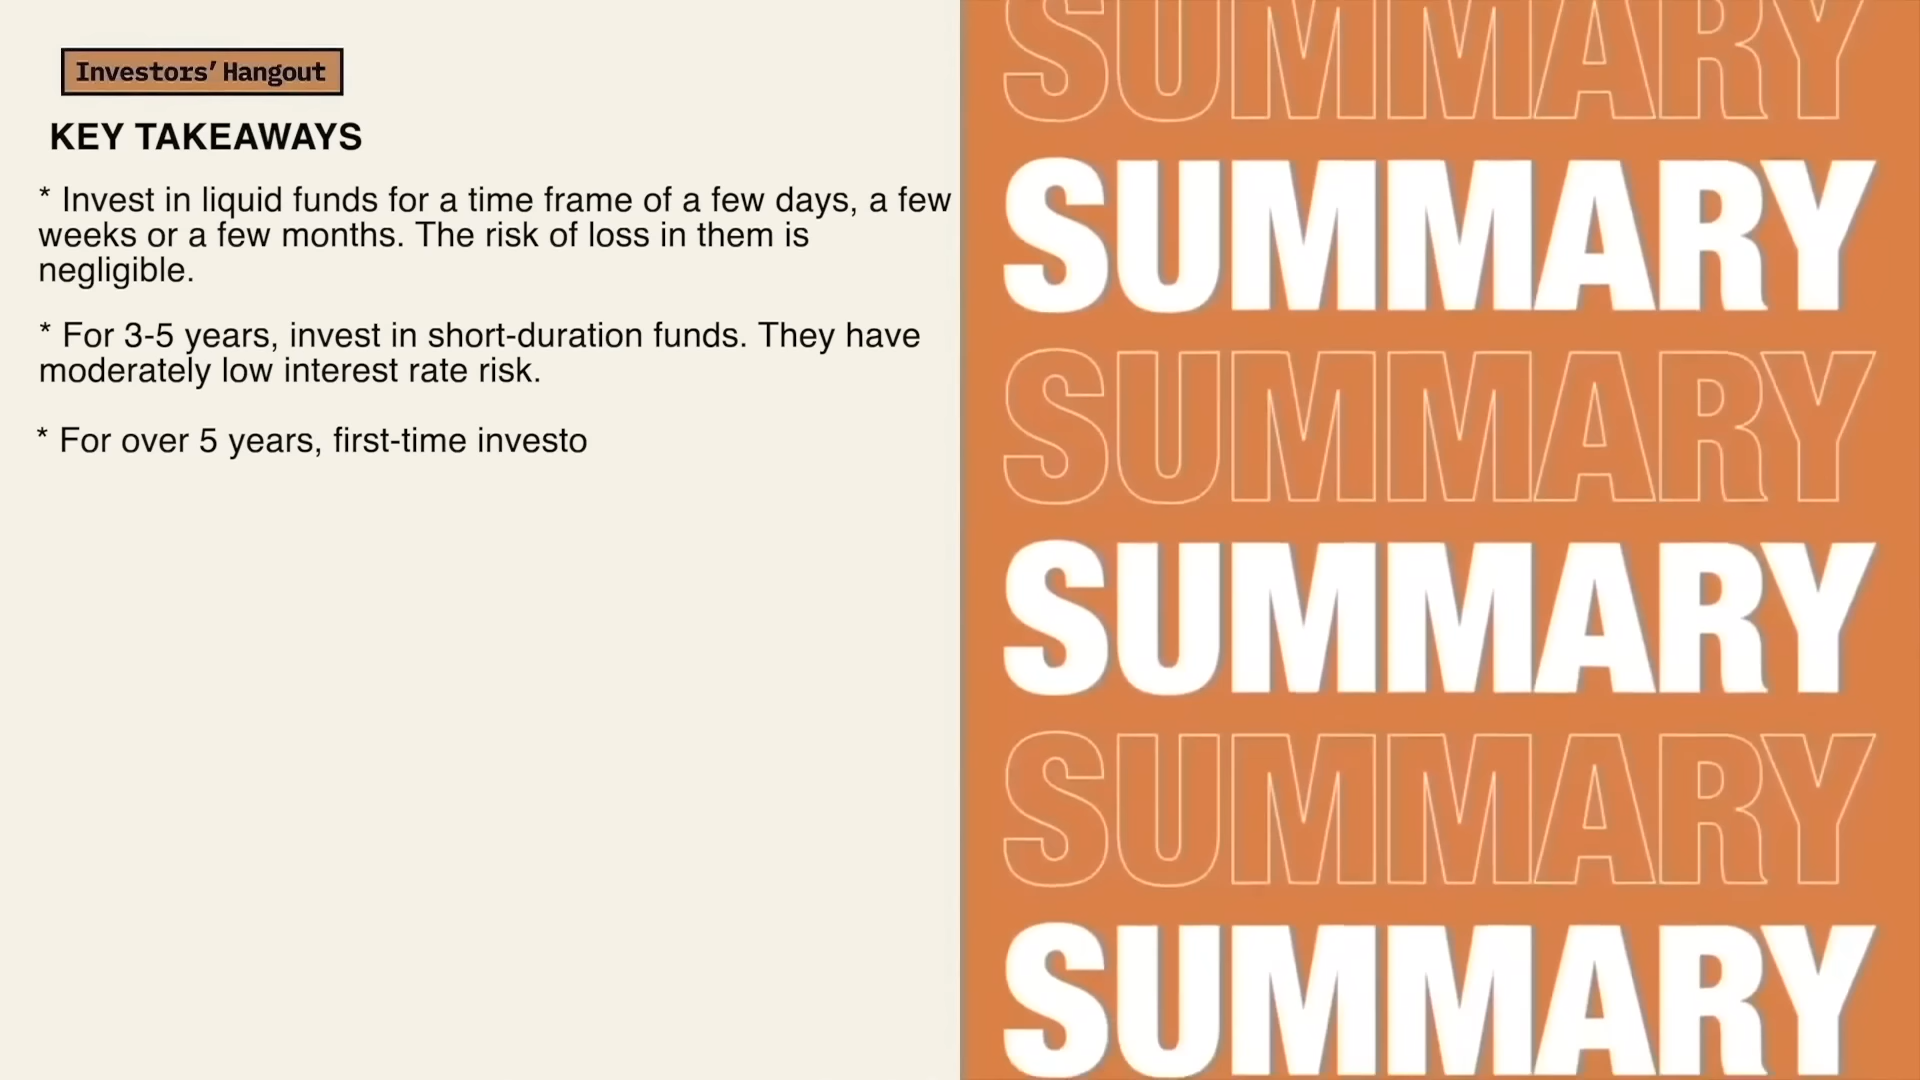 Investors’ Hangout
KEY TAKEAWAYS
* Invest in liquid funds for a time frame of a few days, a few
weeks or a few months. The risk of loss in them is
negligible.
* For 3-5 years, invest in short-duration funds. They have
moderately low interest rate risk.
* For over 5 years, first-time investo
SUMMARY
SUMMARY
SUMMARY
SUMMARY
SUMMARY
SUMMARY